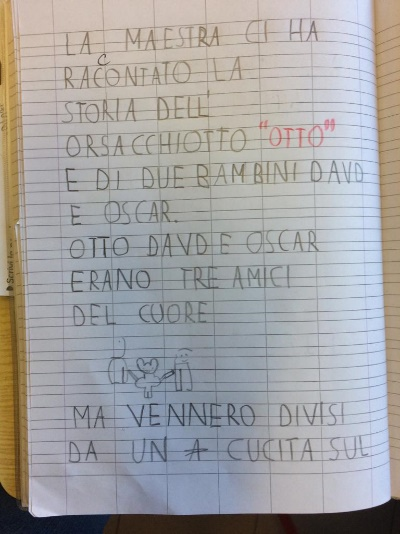 LA MAESTRA CI HA
RACCONTATO LA
STORIA DELL'
ORSACCHIOTTO "OTTO"
E DI DUE BAMBINI DAVD
E OSCAR.
OTTO DAVD E OSCAR
ERANO TRE AMICI
DEL CUORE
MA VENNERO DIVISI
DA UN A CUCITA SUL